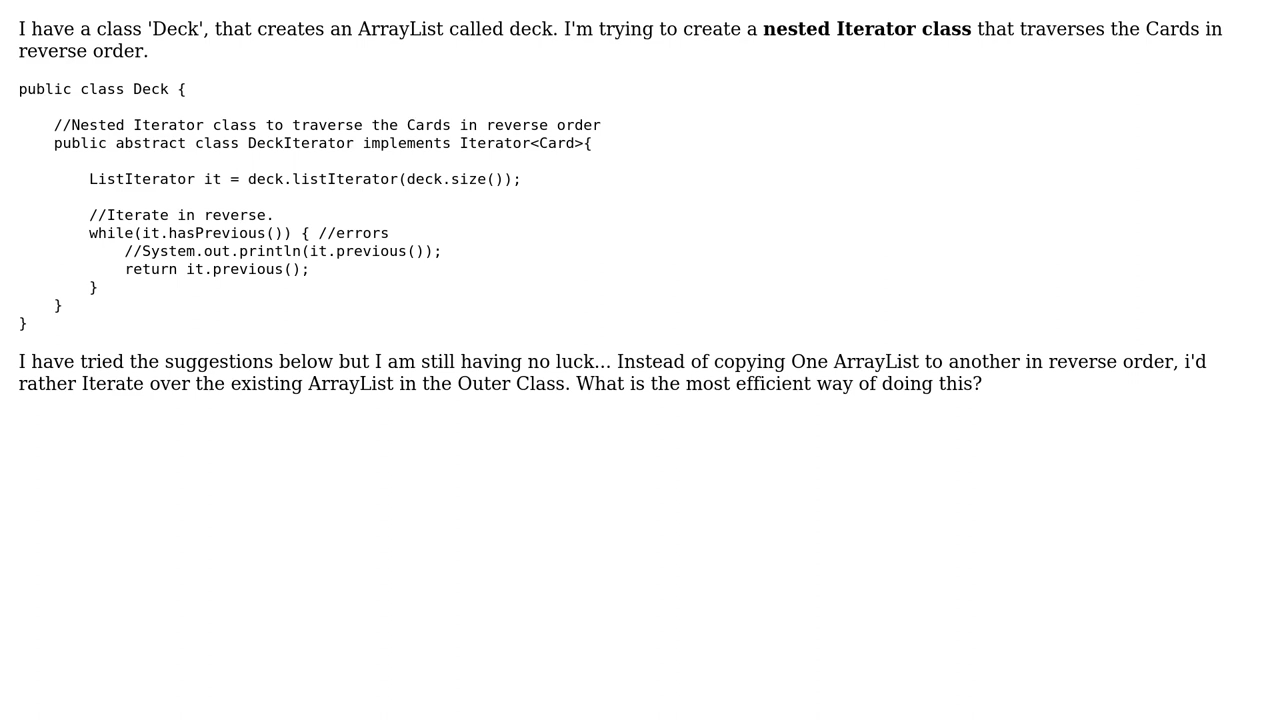 I have a class 'Deck', that creates an ArrayList called deck. I'm trying to create a nested Iterator class that traverses the Cards in
reverse order.
public class Deck {
    //Nested Iterator class to traverse the Cards in reverse order
    public abstract class DeckIterator implements Iterator<Card>{
        ListIterator it = deck.listIterator(deck.size());
        //Iterate in reverse.
        while(it.hasPrevious()) { //errors
            //System.out.println(it.previous());
            return it.previous();
        }
    }
}
I have tried the suggestions below but I am still having no luck... Instead of copying One ArrayList to another in reverse order, i'd
rather Iterate over the existing ArrayList in the Outer Class. What is the most efficient way of doing this?